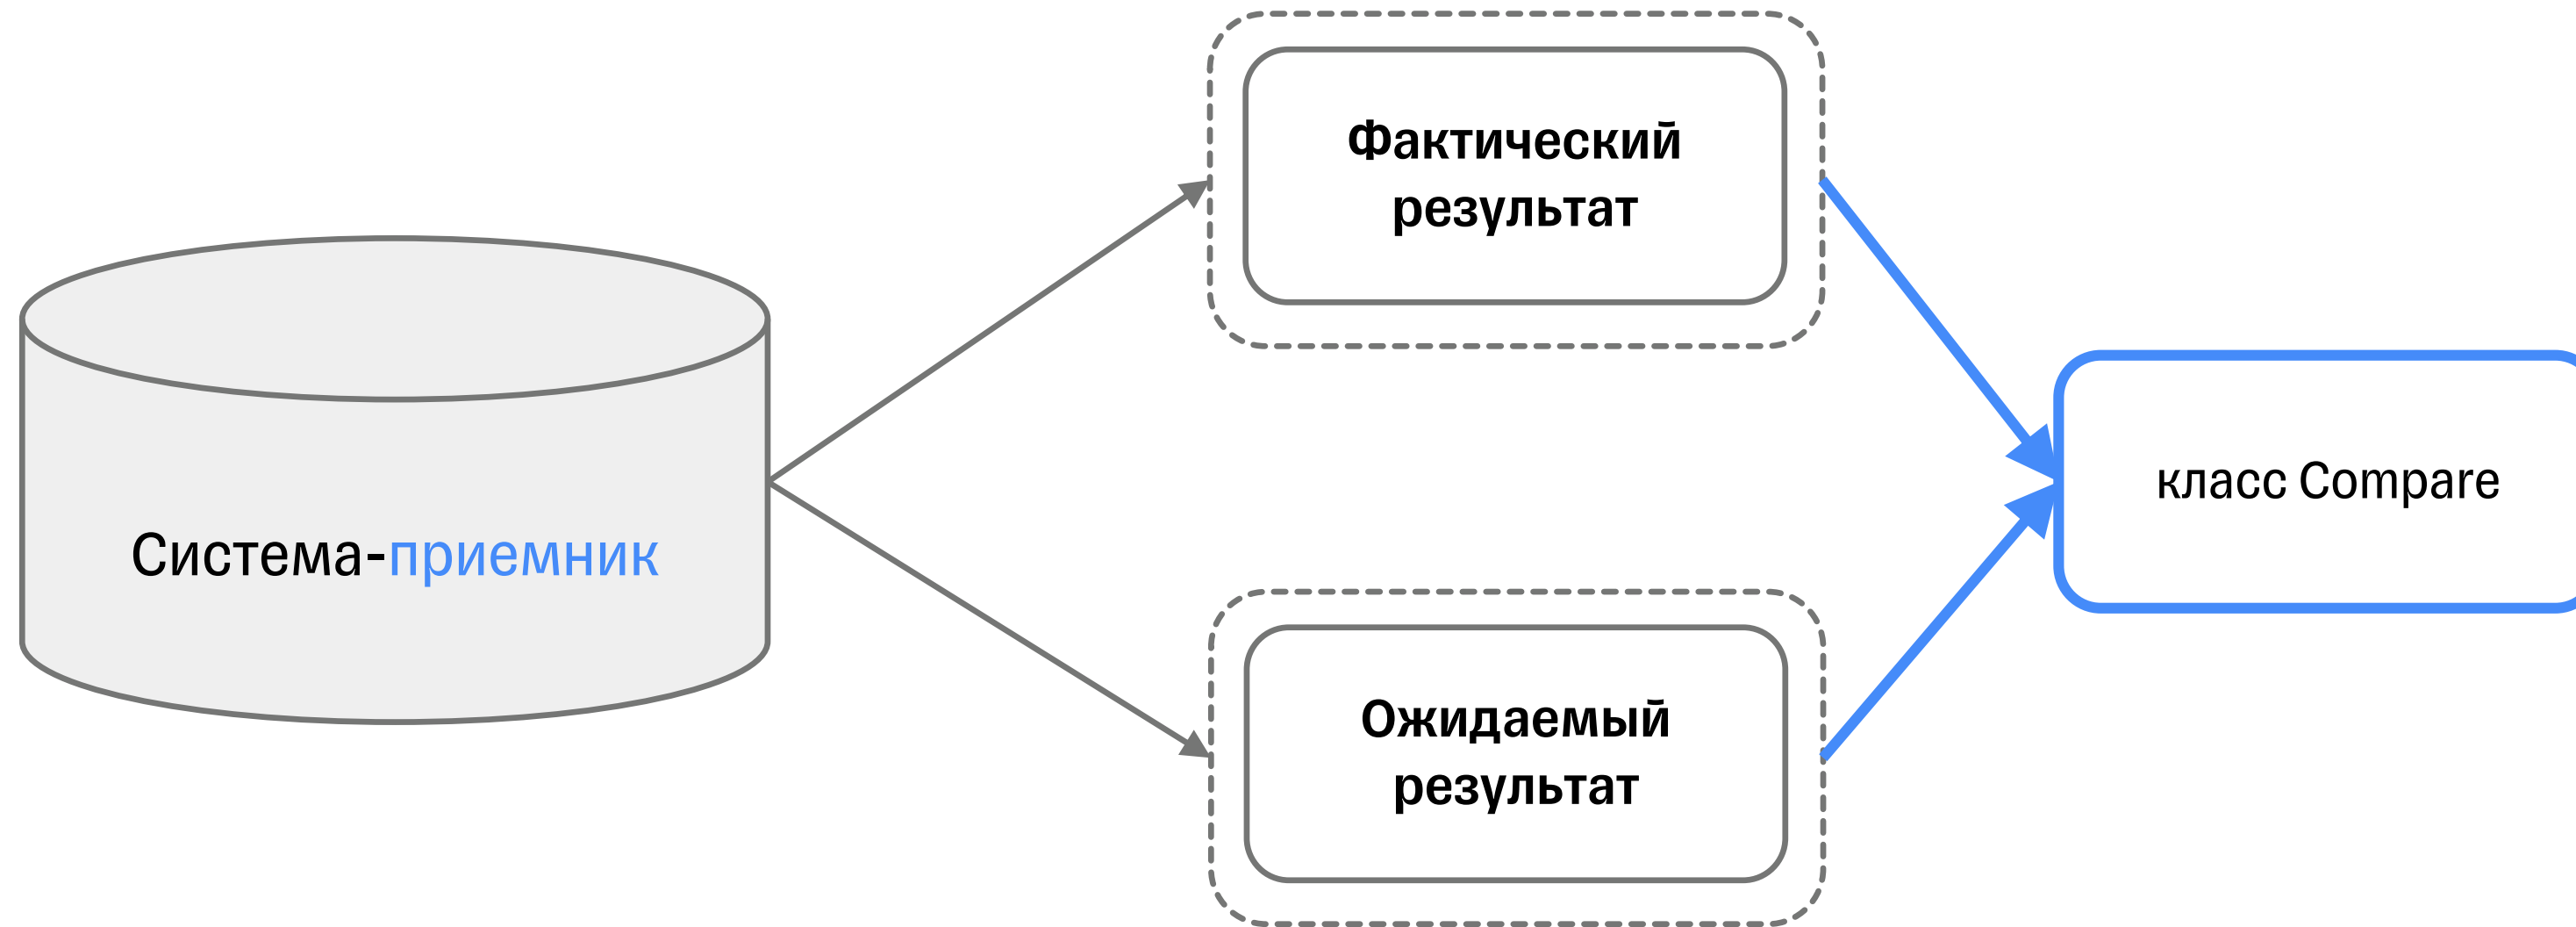 Фактический
результат
Система-приемник
класс Compare
Ожидаемый
результат